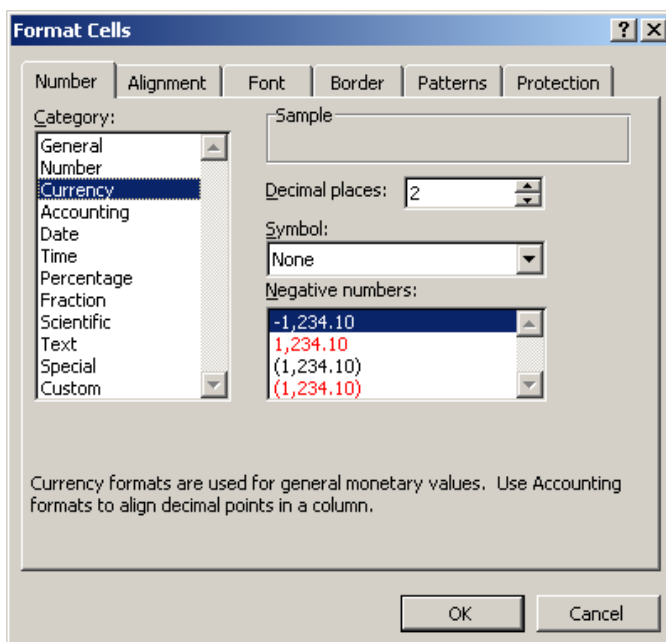 Format Cells
Number Alignment Font Border Patterns Protection
Category:
General
Number
Currency
Accounting
Date
Time
Percentage
Fraction
Scientific
Text
Special
Custom
Sample
Decimal places: 2
Symbol:
None
Negative numbers:
-1,234.10
1,234.10
(1,234.10)
(1,234.10)
Currency formats are used for general monetary values. Use Accounting
formats to align decimal points in a column.
OK Cancel